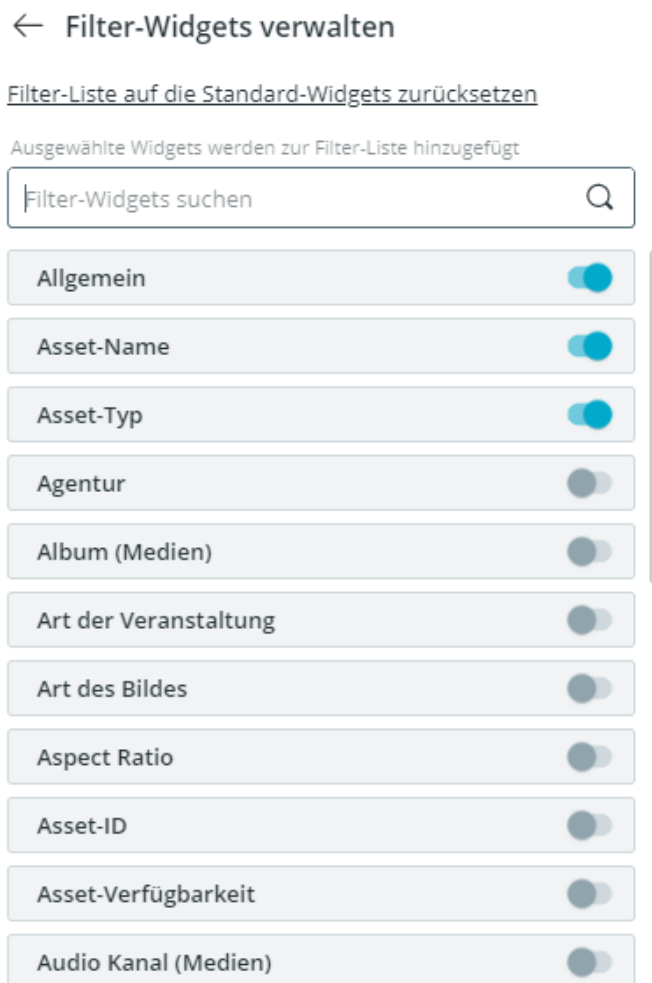 Filter-Widgets verwalten
Filter-Liste auf die Standard-Widgets zurücksetzen
Ausgewählte Widgets werden zur Filter-Liste hinzugefügt
Filter-Widgets suchen
Allgemein
Asset-Name
Asset-Typ
Agentur
Album (Medien)
Art der Veranstaltung
Art des Bildes
Aspect Ratio
Asset-ID
Asset-Verfügbarkeit
Audio Kanal (Medien)